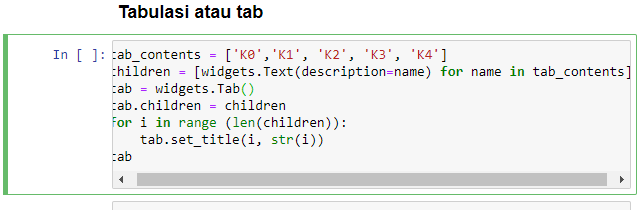 Tabulasi atau tab
In [ ]: tab_contents = ['K0','K1', 'K2', 'K3', 'K4']
children = [widgets.Text(description=name) for name in tab_contents]
tab = widgets.Tab()
tab.children = children
for i in range (len(children)):
    tab.set_title(i, str(i))
tab